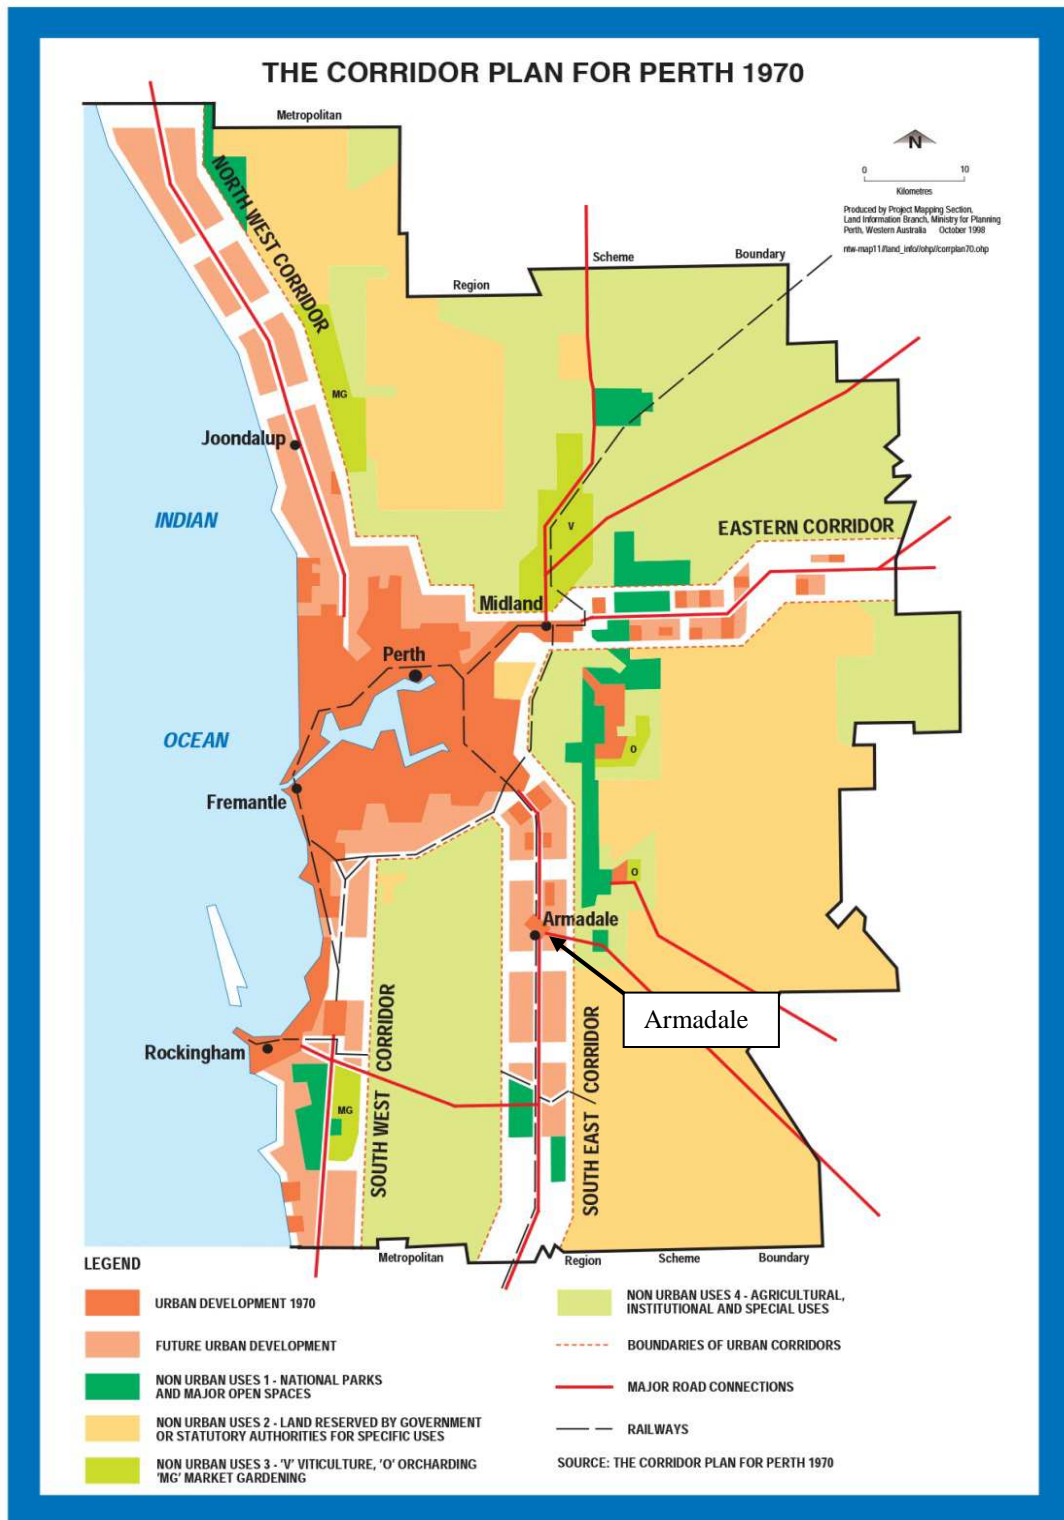 THE CORRIDOR PLAN FOR PERTH 1970
Metropolitan
N
0 10
Kilometres
Produced by Project Mapping Section,
Land Information Branch, Ministry for Planning
Perth, Western Australia October 1998
ntw-map11//land_info//ohp//corrplan70.ohp
NORTH WEST CORRIDOR
Scheme
Boundary
Region
MG
Joondalup
INDIAN
V
EASTERN CORRIDOR
Midland
Perth
OCEAN
O
Fremantle
O
Armadale
Armadale
SOUTH WEST CORRIDOR
SOUTH EAST CORRIDOR
Rockingham
MG
Metropolitan
Region
Scheme
Boundary
LEGEND
URBAN DEVELOPMENT 1970
FUTURE URBAN DEVELOPMENT
NON URBAN USES 1 - NATIONAL PARKS
AND MAJOR OPEN SPACES
NON URBAN USES 2 - LAND RESERVED BY GOVERNMENT
OR STATUTORY AUTHORITIES FOR SPECIFIC USES
NON URBAN USES 3 - 'V' VITICULTURE, 'O' ORCHARDING
'MG' MARKET GARDENING
NON URBAN USES 4 - AGRICULTURAL,
INSTITUTIONAL AND SPECIAL USES
BOUNDARIES OF URBAN CORRIDORS
MAJOR ROAD CONNECTIONS
RAILWAYS
SOURCE: THE CORRIDOR PLAN FOR PERTH 1970